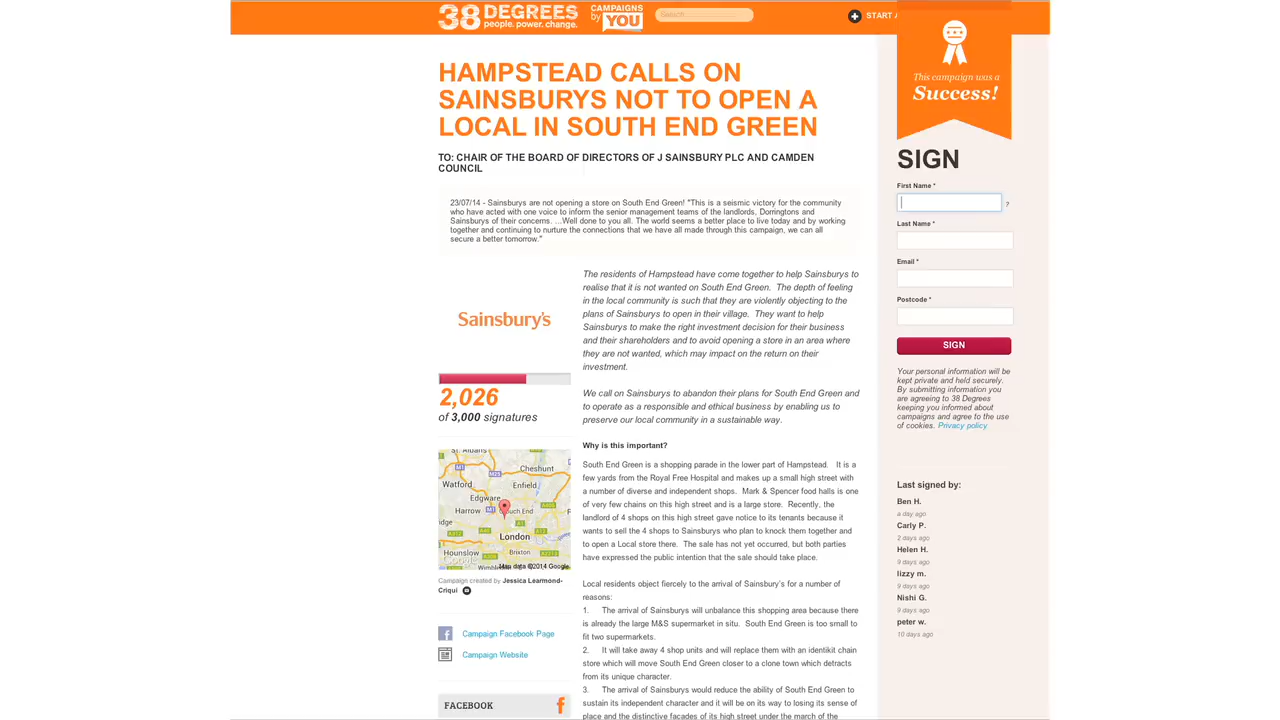 38 DEGREES
people. power. change.
CAMPAIGNS
by YOU
Search...
START A
This campaign was a
Success!
HAMPSTEAD CALLS ON
SAINSBURYS NOT TO OPEN A
LOCAL IN SOUTH END GREEN
TO: CHAIR OF THE BOARD OF DIRECTORS OF J SAINSBURY PLC AND CAMDEN
COUNCIL
23/07/14 - Sainsburys are not opening a store on South End Green! "This is a seismic victory for the community
who have acted with one voice to inform the senior management teams of the landlords, Dorringtons and
Sainsburys of their concerns. ...Well done to you all. The world seems a better place to live today and by working
together and continuing to nurture the connections that we have all made through this campaign, we can all
secure a better tomorrow."
Sainsbury's
2,026
of 3,000 signatures
St. Albans
M1
M25
Cheshunt
Watford
Enfield
Edgware
Harrow
M1
Southend
A12
A40
London
Hounslow
Brixton
Wimbledon
Map data ©2014 Google
Campaign created by Jessica Learmond-
Criqui
Campaign Facebook Page
Campaign Website
FACEBOOK
f
The residents of Hampstead have come together to help Sainsburys to
realise that it is not wanted on South End Green. The depth of feeling
in the local community is such that they are violently objecting to the
plans of Sainsburys to open in their village. They want to help
Sainsburys to make the right investment decision for their business
and their shareholders and to avoid opening a store in an area where
they are not wanted, which may impact on the return on their
investment.
We call on Sainsburys to abandon their plans for South End Green and
to operate as a responsible and ethical business by enabling us to
preserve our local community in a sustainable way.
Why is this important?
South End Green is a shopping parade in the lower part of Hampstead. It is a
few yards from the Royal Free Hospital and makes up a small high street with
a number of diverse and independent shops. Mark & Spencer food halls is one
of very few chains on this high street and is a large store. Recently, the
landlord of 4 shops on this high street gave notice to its tenants because it
wants to sell the 4 shops to Sainsburys who plan to knock them together and
to open a Local store there. The sale has not yet occurred, but both parties
have expressed the public intention that the sale should take place.
Local residents object fiercely to the arrival of Sainsbury's for a number of
reasons:
1. The arrival of Sainsburys will unbalance this shopping area because there
is already the large M&S supermarket in situ. South End Green is too small to
fit two supermarkets.
2. It will take away 4 shop units and will replace them with an identikit chain
store which will move South End Green closer to a clone town which detracts
from its unique character.
3. The arrival of Sainsburys would reduce the ability of South End Green to
sustain its independent character and it will be on its way to losing its sense of
place and the distinctive facades of its high street under the march of the
SIGN
First Name *
?
Last Name *
Email *
Postcode *
SIGN
Your personal information will be
kept private and held securely.
By submitting information you
are agreeing to 38 Degrees
keeping you informed about
campaigns and agree to the use
of cookies. Privacy policy
Last signed by:
Ben H.
a day ago
Carly P.
2 days ago
Helen H.
9 days ago
lizzy m.
9 days ago
Nishi G.
9 days ago
peter w.
10 days ago